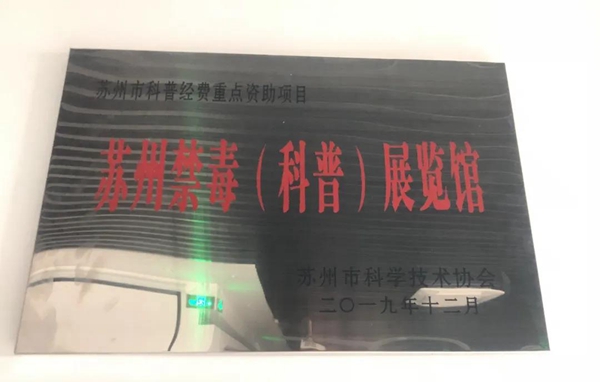 苏州市科普经费重点资助项目
苏州禁毒(科普)展览馆
苏州市科学技术协会
二〇一九年十二月